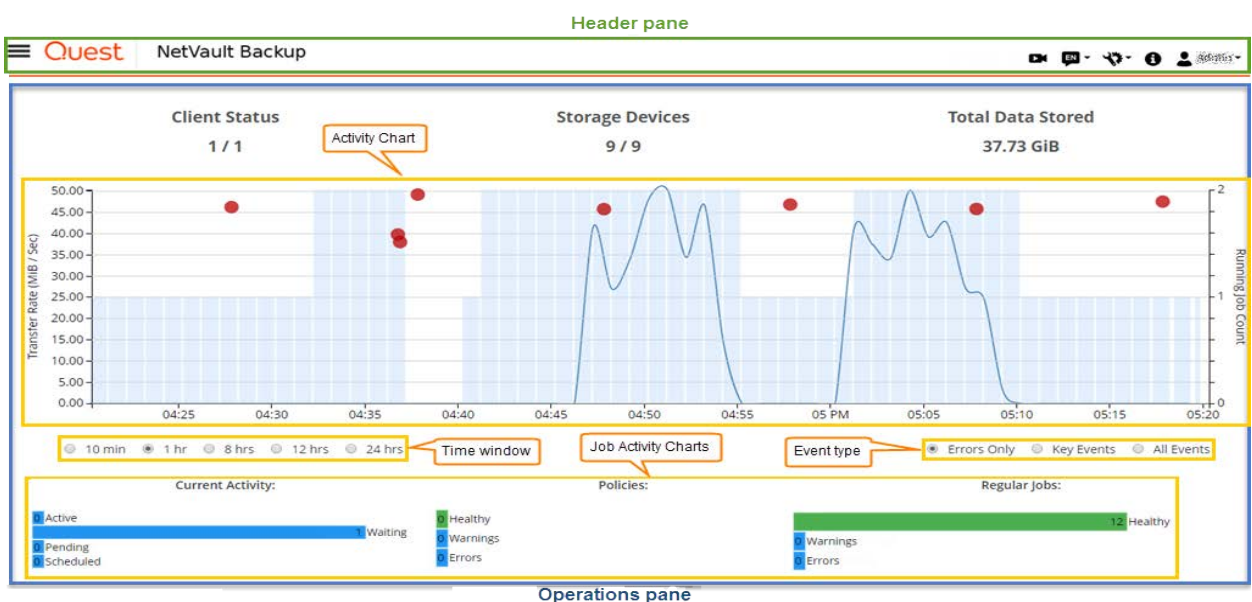 Header pane
Quest NetVault Backup
EN
Client Status
1 / 1
Storage Devices
9 / 9
Total Data Stored
37.73 GiB
Activity Chart
Transfer Rate (MiB / Sec)
50.00
45.00
40.00
35.00
30.00
25.00
20.00
15.00
10.00
5.00
0.00
2
1
0
Running Job Count
04:25 04:30 04:35 04:40 04:45 04:50 04:55 05 PM 05:05 05:10 05:15 05:20
10 min 1 hr 8 hrs 12 hrs 24 hrs
Time window
Job Activity Charts
Event type
Errors Only Key Events All Events
Current Activity:
0 Active
1 Waiting
0 Pending
0 Scheduled
Policies:
0 Healthy
0 Warnings
0 Errors
Regular Jobs:
12 Healthy
0 Warnings
0 Errors
Operations pane